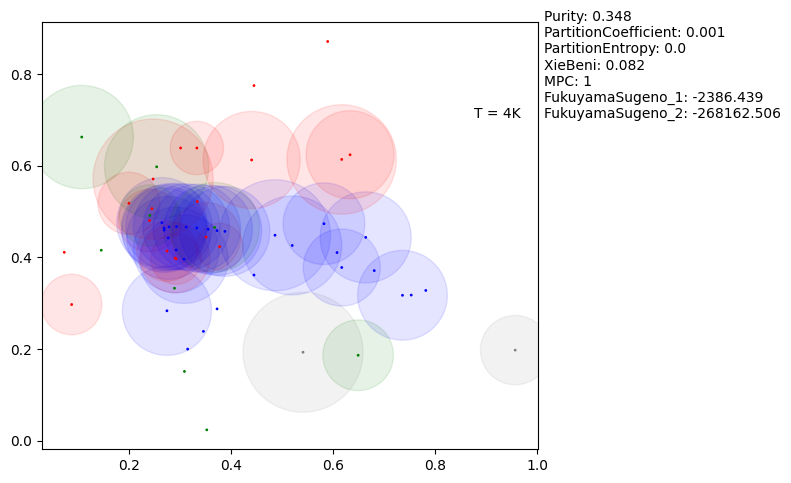 Purity: 0.348
PartitionCoefficient: 0.001
PartitionEntropy: 0.0
XieBeni: 0.082
MPC: 1
FukuyamaSugeno_1: -2386.439
FukuyamaSugeno_2: -268162.506
T = 4K
0.8
0.6
0.4
0.2
0.0
0.2 0.4 0.6 0.8 1.0